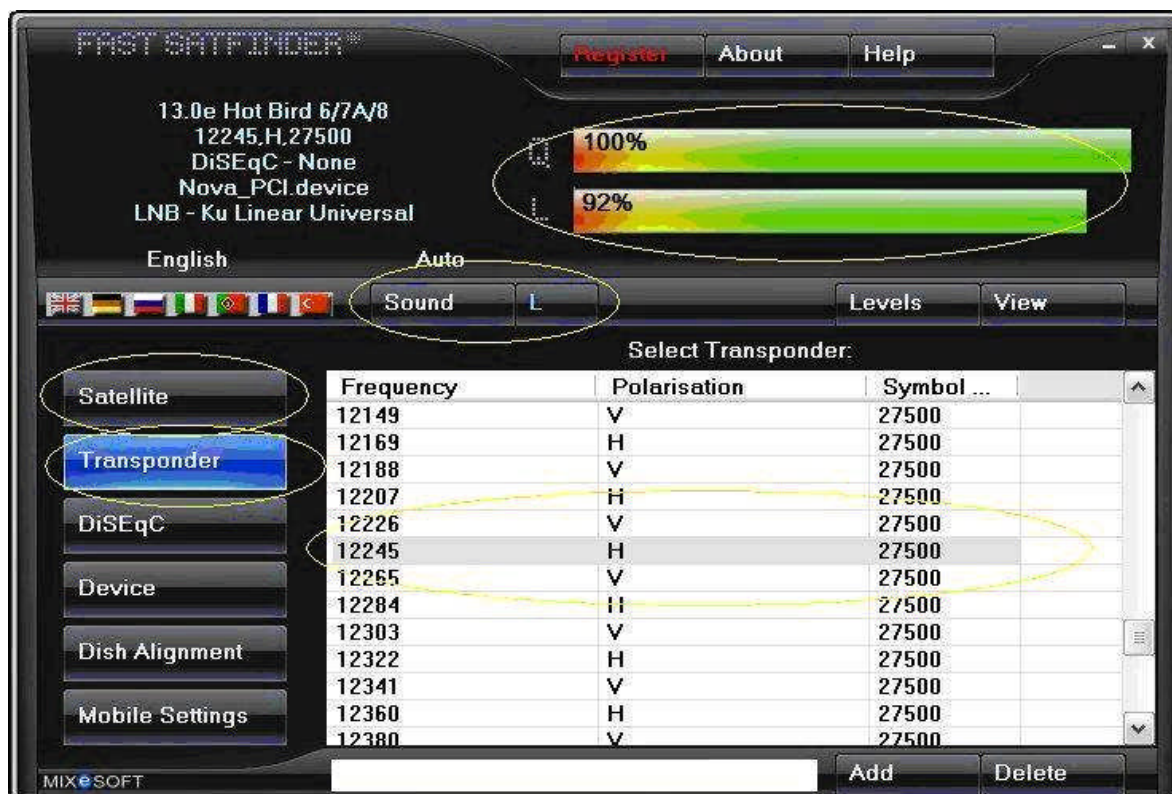 FAST SATFINDER®
Register About Help
13.0e Hot Bird 6/7A/8
12245,H,27500
DiSEqC - None
Nova_PCI.device
LNB - Ku Linear Universal
Q 100%
L 92%
English Auto
Sound L Levels View
Select Transponder:
Satellite
Transponder
DiSEqC
Device
Dish Alignment
Mobile Settings
Frequency Polarisation Symbol ...
12149 V 27500
12169 H 27500
12188 V 27500
12207 H 27500
12226 V 27500
12245 H 27500
12265 V 27500
12284 H 27500
12303 V 27500
12322 H 27500
12341 V 27500
12360 H 27500
12380 V 27500
MIXeSOFT
Add Delete